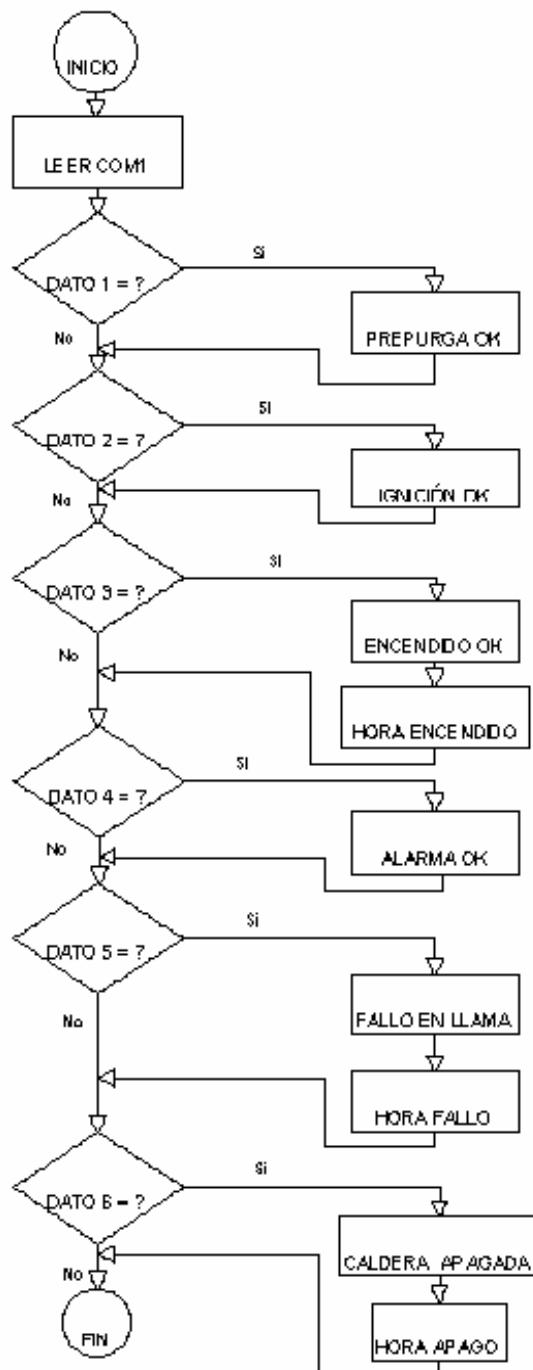 INICIO
LEER COM1
DATO 1 = ?
Si
No
PREPURGA OK
DATO 2 = ?
SI
No
IGNICIÓN OK
DATO 3 = ?
SI
No
ENCENDIDO OK
HORA ENCENDIDO
DATO 4 = ?
SI
No
ALARMA OK
DATO 5 = ?
Si
No
FALLO EN LLAMA
HORA FALLO
DATO 6 = ?
Si
No
CALDERA APAGADA
HORA APAGO
FIN